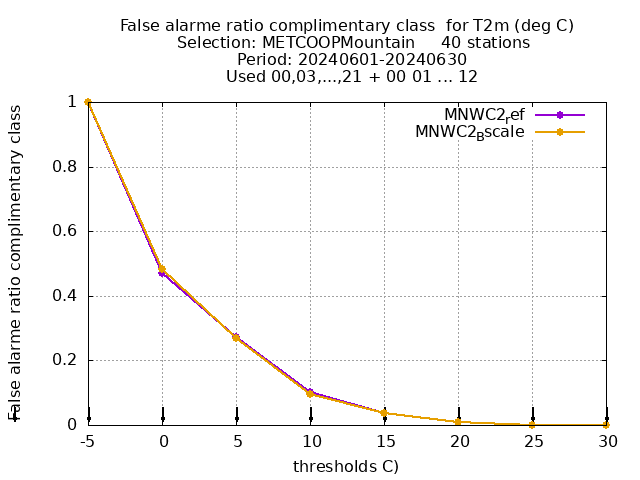 False alarme ratio complimentary class  for T2m (deg C)
Selection: METCOOPMountain     40 stations
Period: 20240601-20240630
Used 00,03,...,21 + 00 01 ... 12
MNWC2ref
MNWC2Bscale
False alarme ratio complimentary class
1
0.8
0.6
0.4
0.2
0
-5 0 5 10 15 20 25 30
thresholds C)